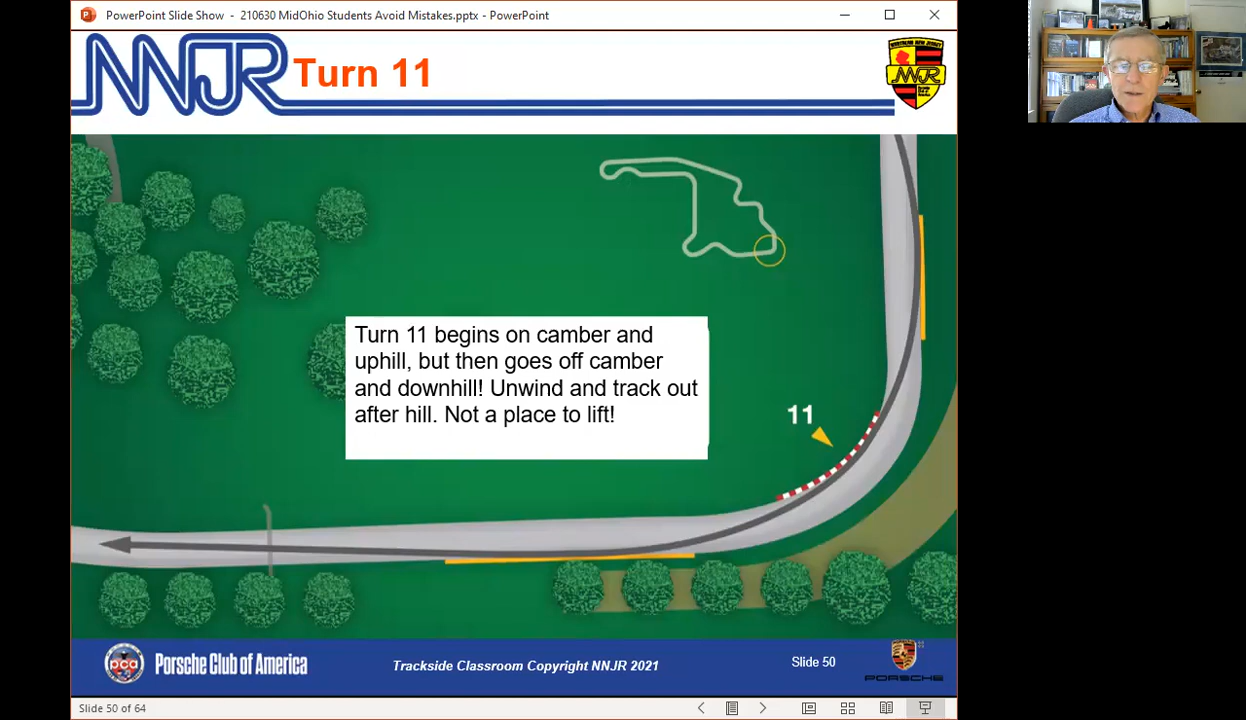 PowerPoint Slide Show - 210630 MidOhio Students Avoid Mistakes.pptx - PowerPoint
NNJR Turn 11
NNJR
Turn 11 begins on camber and
uphill, but then goes off camber
and downhill! Unwind and track out
after hill. Not a place to lift!
11
pca Porsche Club of America
Trackside Classroom Copyright NNJR 2021
Slide 50
PORSCHE
Slide 50 of 64